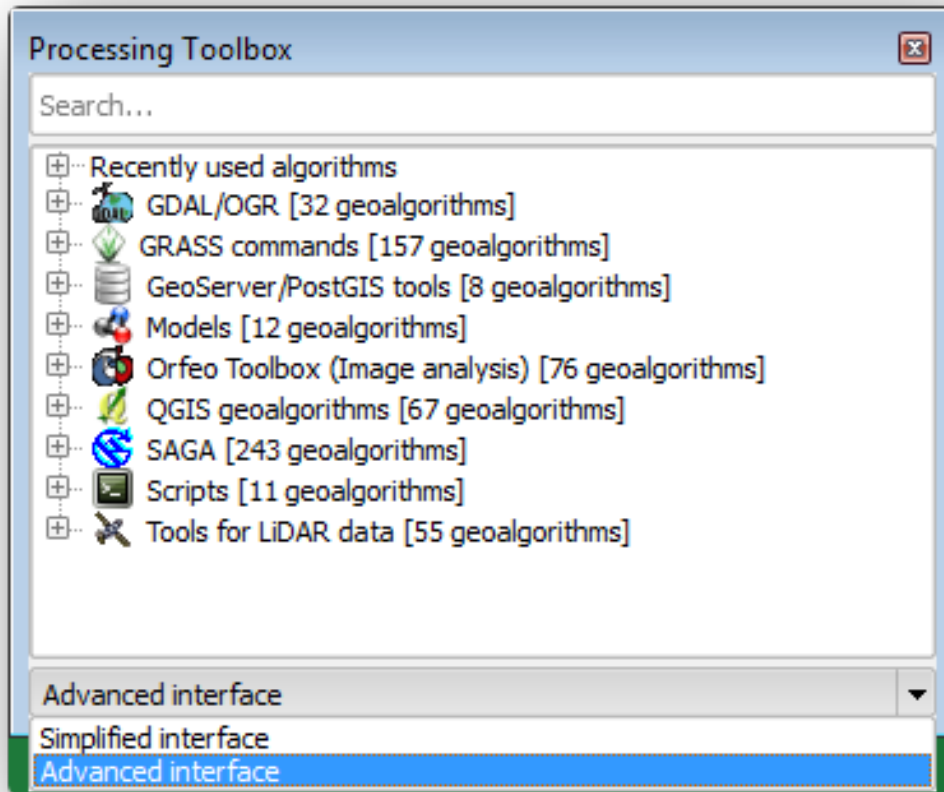 Processing Toolbox
Search...
Recently used algorithms
GDAL/OGR [32 geoalgorithms]
GRASS commands [157 geoalgorithms]
GeoServer/PostGIS tools [8 geoalgorithms]
Models [12 geoalgorithms]
Orfeo Toolbox (Image analysis) [76 geoalgorithms]
QGIS geoalgorithms [67 geoalgorithms]
SAGA [243 geoalgorithms]
Scripts [11 geoalgorithms]
Tools for LiDAR data [55 geoalgorithms]
Advanced interface
Simplified interface
Advanced interface